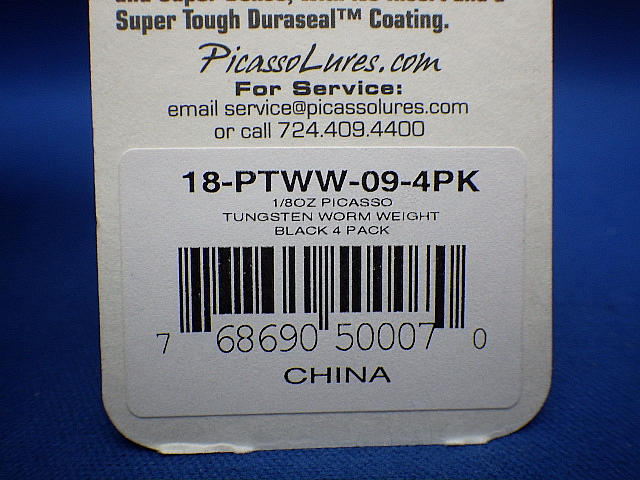 Super Tough Duraseal™ Coating.
PicassoLures.com
For Service:
email service@picassolures.com
or call 724.409.4400
18-PTWW-09-4PK
1/8OZ PICASSO
TUNGSTEN WORM WEIGHT
BLACK 4 PACK
7 68690 50007 0
CHINA